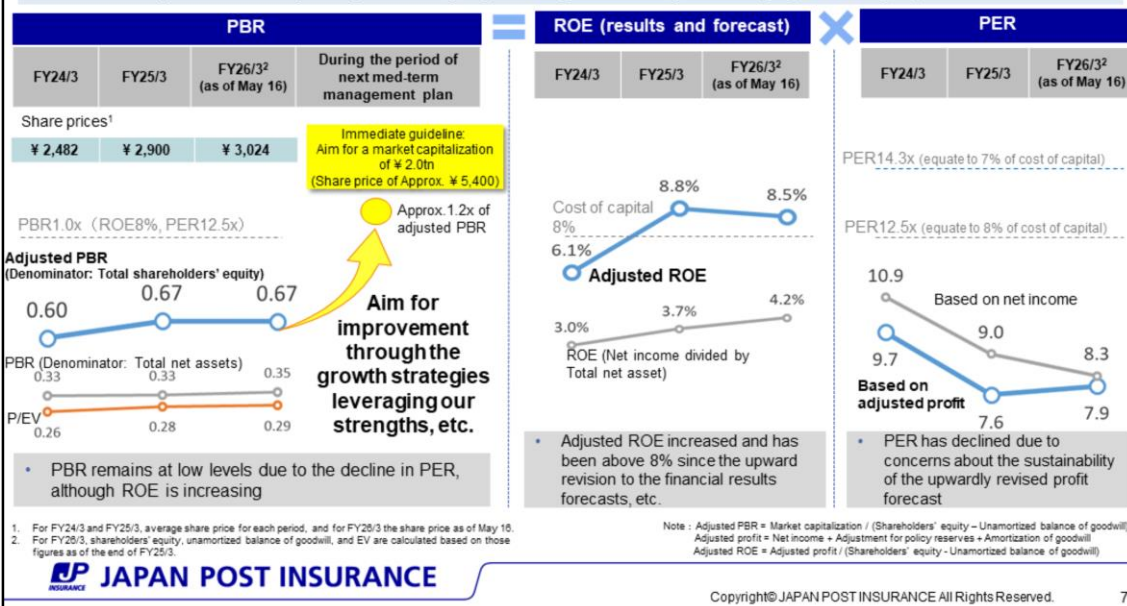 PBR
FY24/3
FY25/3
FY26/3²
(as of May 16)
During the period of
next med-term
management plan
Share prices¹
¥ 2,482
¥ 2,900
¥ 3,024
Immediate guideline:
Aim for a market capitalization
of ¥ 2.0tn
(Share price of Approx. ¥ 5,400)
Approx.1.2x of
adjusted PBR
PBR1.0x（ROE8%, PER12.5x）
Adjusted PBR
(Denominator: Total shareholders' equity)
0.60
0.67
0.67
PBR (Denominator: Total net assets)
0.33
0.33
0.35
P/EV
0.26
0.28
0.29
Aim for
improvement
through the
growth strategies
leveraging our
strengths, etc.
• PBR remains at low levels due to the decline in PER,
although ROE is increasing
=
ROE (results and forecast)
FY24/3
FY25/3
FY26/3²
(as of May 16)
Cost of capital
8%
6.1%
8.8%
8.5%
Adjusted ROE
3.0%
3.7%
4.2%
ROE (Net income divided by
Total net asset)
• Adjusted ROE increased and has
been above 8% since the upward
revision to the financial results
forecasts, etc.
×
PER
FY24/3
FY25/3
FY26/3²
(as of May 16)
PER14.3x (equate to 7% of cost of capital)
PER12.5x (equate to 8% of cost of capital)
10.9
Based on net income
9.0
8.3
9.7
Based on
adjusted profit
7.6
7.9
• PER has declined due to
concerns about the sustainability
of the upwardly revised profit
forecast
1. For FY24/3 and FY25/3, average share price for each period, and for FY26/3 the share price as of May 16.
2. For FY26/3, shareholders' equity, unamortized balance of goodwill, and EV are calculated based on those
figures as of the end of FY25/3.
Note : Adjusted PBR = Market capitalization / (Shareholders' equity – Unamortized balance of goodwill)
Adjusted profit = Net income + Adjustment for policy reserves + Amortization of goodwill
Adjusted ROE = Adjusted profit / (Shareholders' equity - Unamortized balance of goodwill)
JP INSURANCE
JAPAN POST INSURANCE
Copyright© JAPAN POST INSURANCE All Rights Reserved.
7